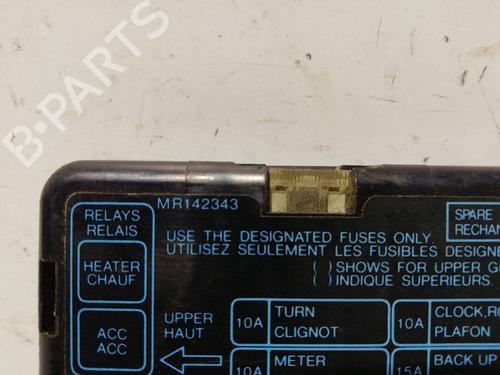 B-PARTS
MR142343
RELAYS
RELAIS
HEATER
CHAUF
ACC
ACC
SPARE
USE THE DESIGNATED FUSES ONLY.
UTILISEZ SEULEMENT LES FUSIBLES
( ) SHOWS FOR UPPER
( ) INDIQUE SUPERIEURS.
UPPER
HAUT
10A
TURN
CLIGNOT
10A
CLOCK,
PLAFON
10A
METER
15A
BACK UP